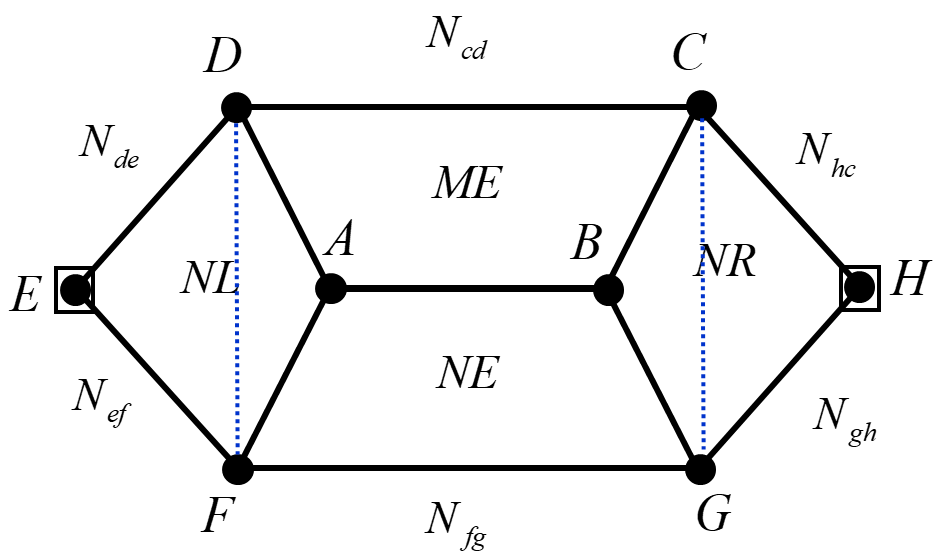 N_cd
D C
N_de N_hc
ME
A B
E NL NR H
NE
N_ef N_gh
F G
N_fg